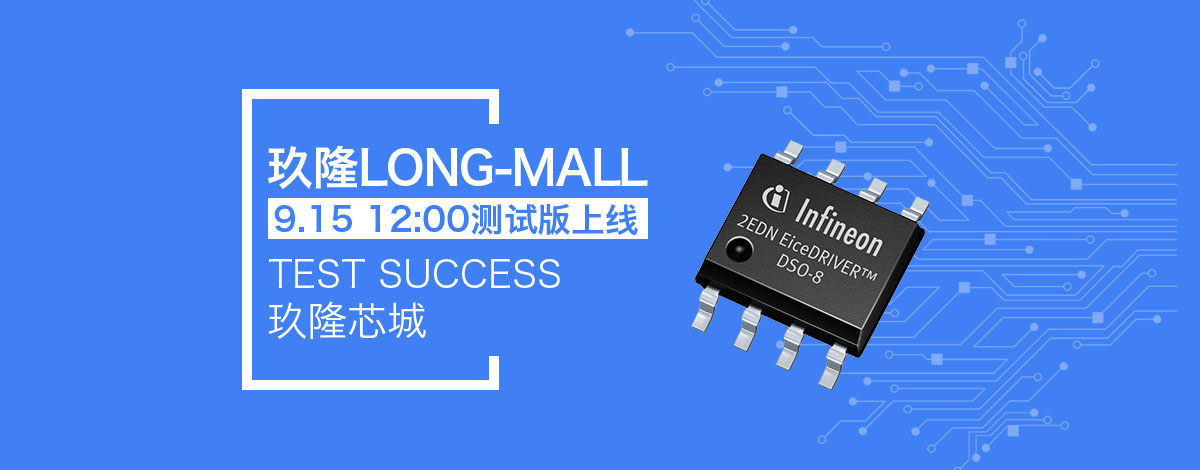 玖隆LONG-MALL
9.15 12:00测试版上线
TEST SUCCESS
玖隆芯城
Infineon
2EDN EiceDRIVER™
DSO-8